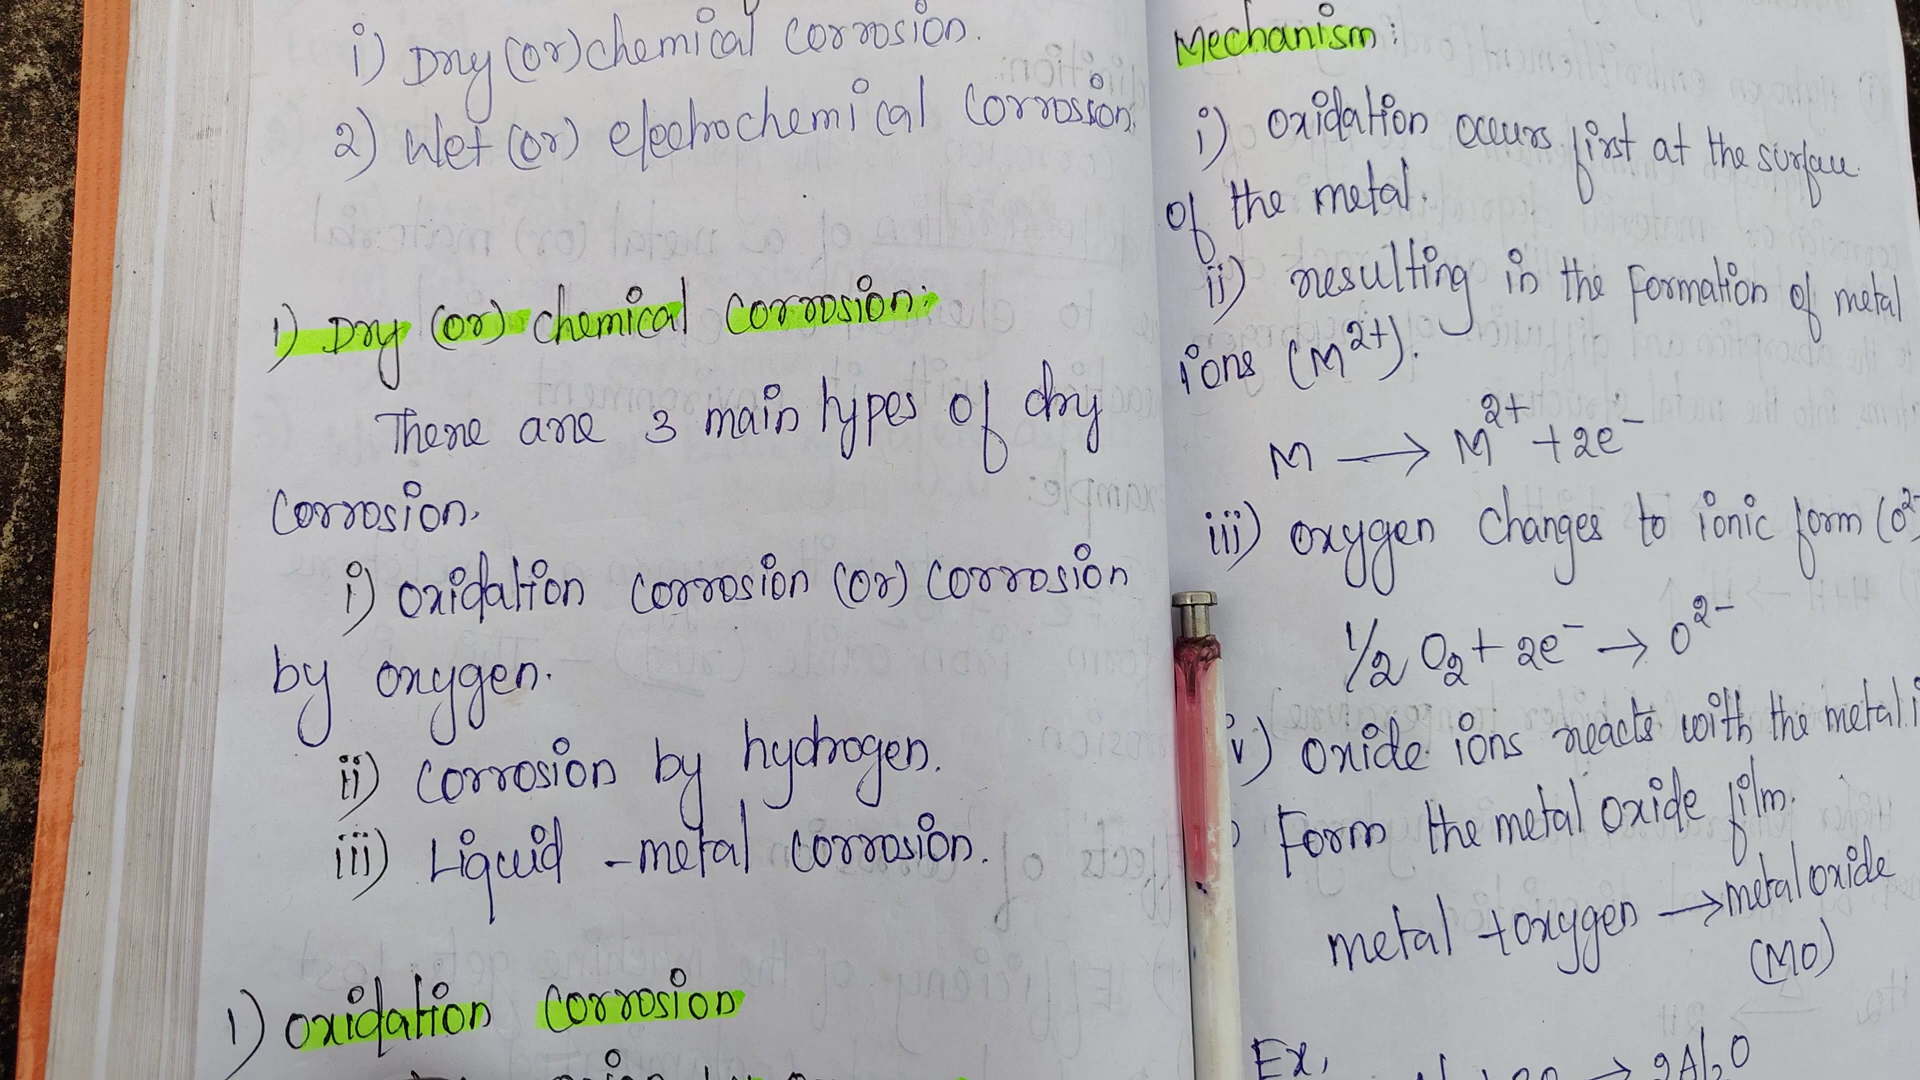 i) Dry (or) chemical corrosion.
2) Wet (or) electrochemical corrosion.
1) Dry (or) chemical corrosion:
There are 3 main types of dry
corrosion.
i) oxidation corrosion (or) corrosion
by oxygen.
ii) corrosion by hydrogen.
iii) Liquid - metal corrosion.
1) oxidation corrosion
Mechanism:
i) oxidation occurs first at the surface
of the metal.
ii) resulting in the formation of metal
ions (M²⁺).
M → M²⁺ + 2e⁻
iii) oxygen changes to ionic form (O²⁻)
1/2 O₂ + 2e⁻ → O²⁻
iv) oxide ions reacts with the metal
Form the metal oxide film.
metal + oxygen → metal oxide
(MO)
Ex,